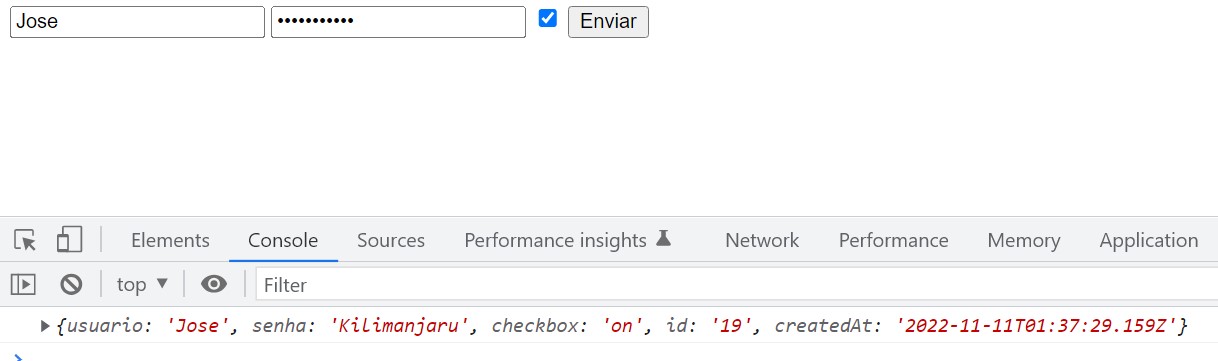 Jose ••••••••••• Enviar
Elements Console Sources Performance insights Network Performance Memory Application
top ▼ Filter
▶ {usuario: 'Jose', senha: 'Kilimanjaru', checkbox: 'on', id: '19', createdAt: '2022-11-11T01:37:29.159Z'}